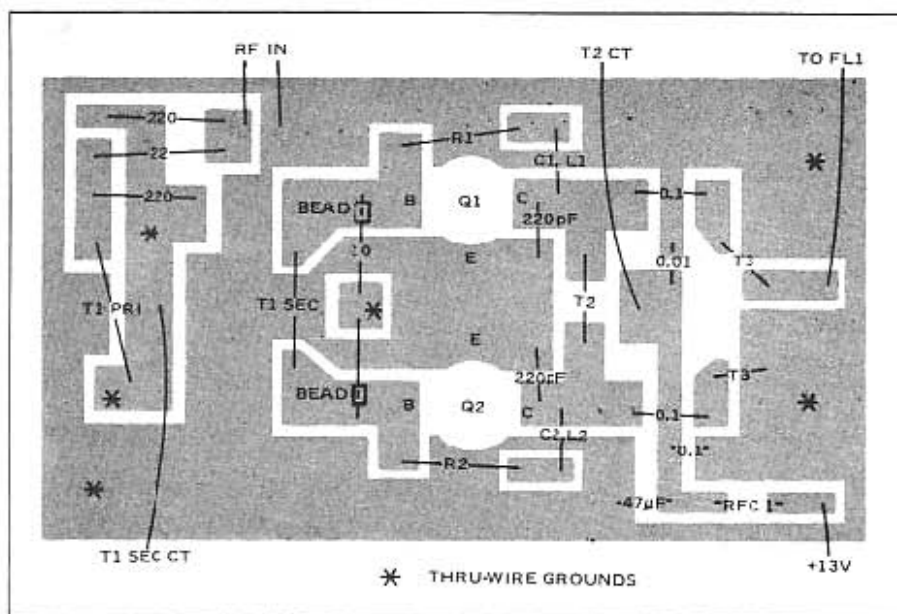 RF IN
T2 CT
TO FL1
220
22
220
R1
C1, L1
BEAD
B
Q1
C
220pF
0.1
0.01
T3
E
10
T1 PRI
T1 SEC
T2
E
220pF
T3
BEAD
B
Q2
C
0.1
C2, L2
"0.1"
R2
-47µF-
"RFC 1"
T1 SEC CT
+13V
* THRU-WIRE GROUNDS